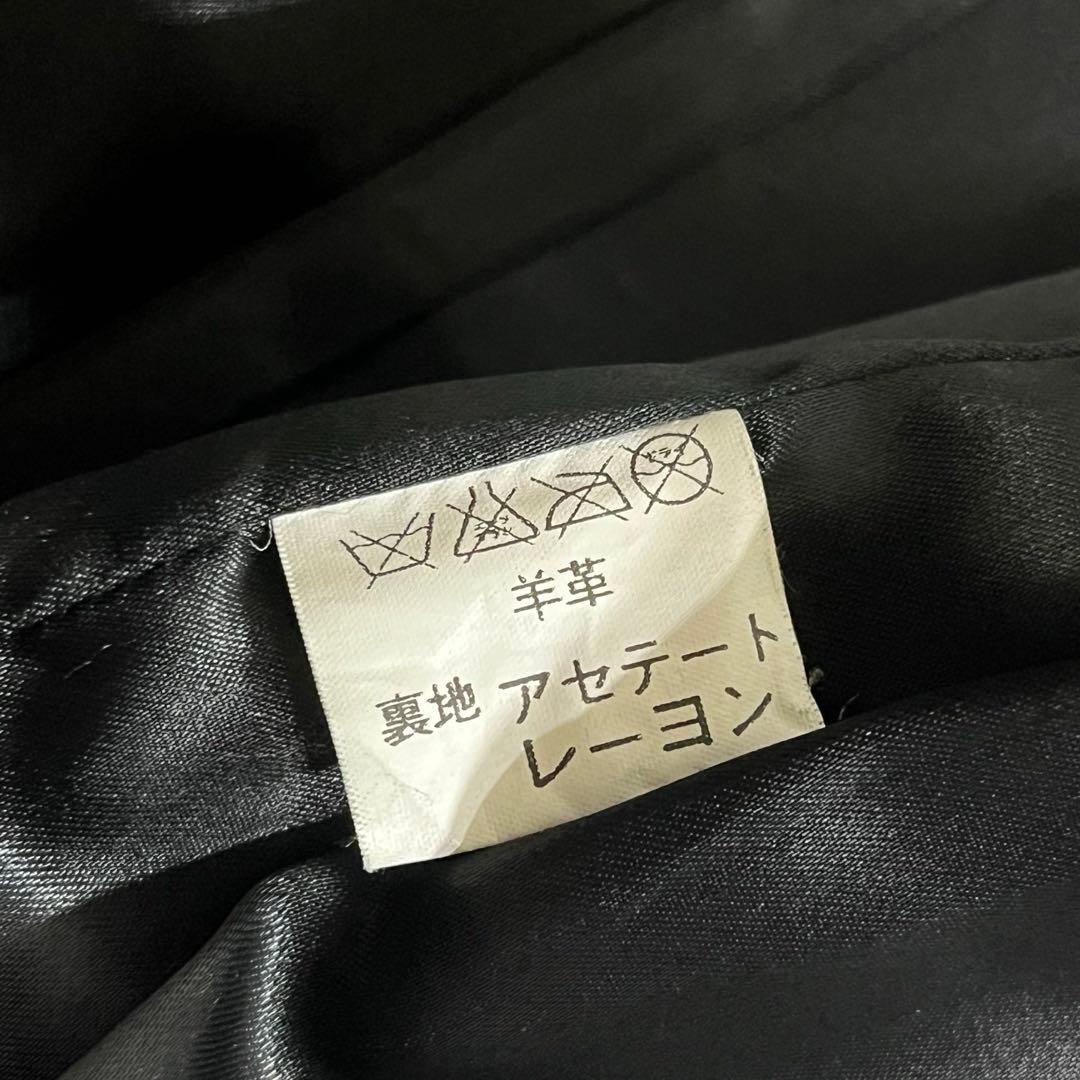 羊革
裏地 アセテート
レーヨン